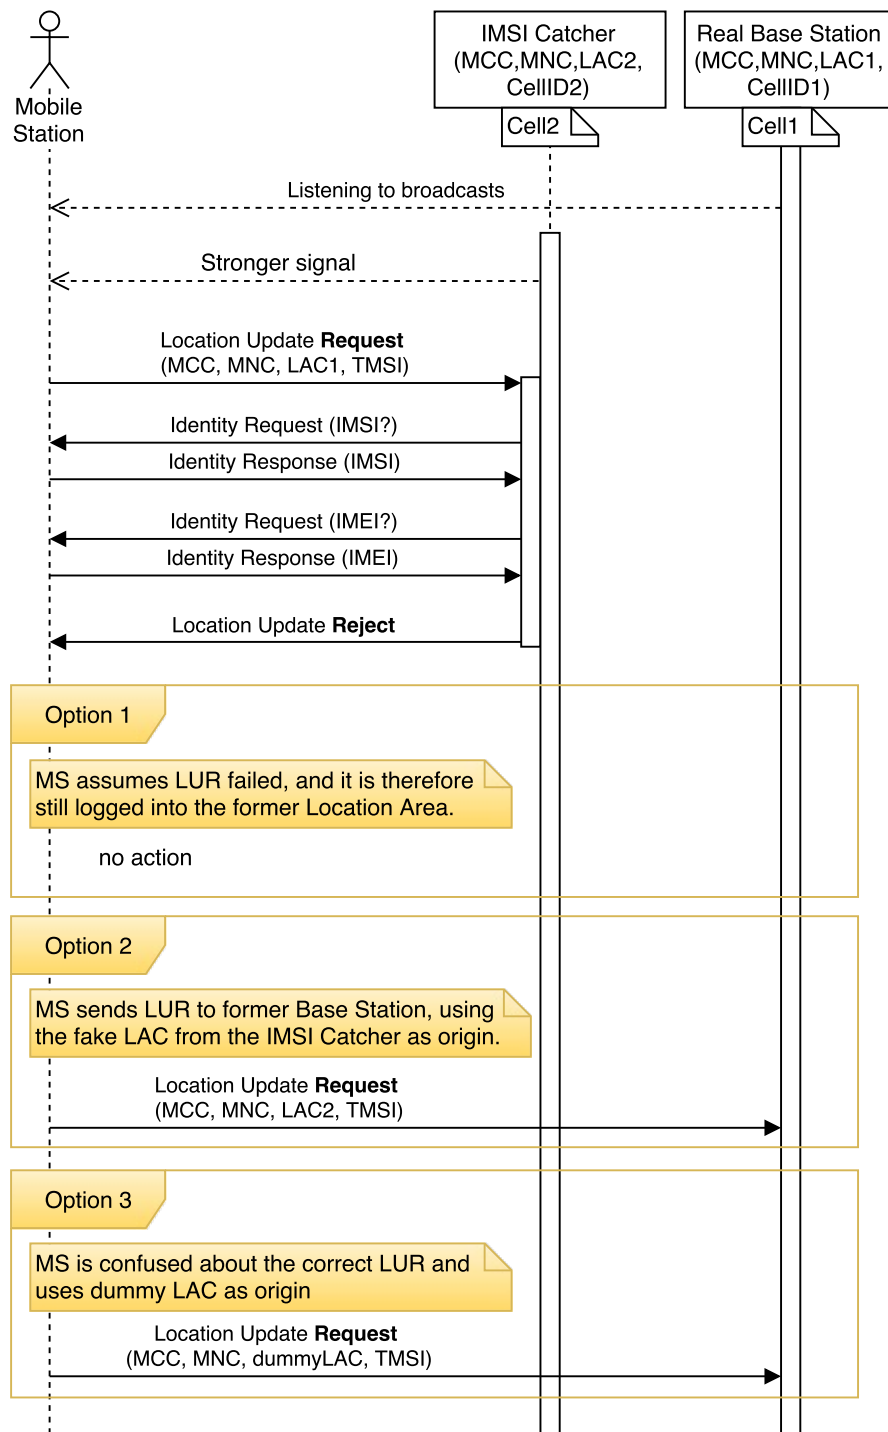 Mobile
Station
IMSI Catcher
(MCC,MNC,LAC2,
CellID2)
Real Base Station
(MCC,MNC,LAC1,
CellID1)
Cell2
Cell1
Listening to broadcasts
Stronger signal
Location Update Request
(MCC, MNC, LAC1, TMSI)
Identity Request (IMSI?)
Identity Response (IMSI)
Identity Request (IMEI?)
Identity Response (IMEI)
Location Update Reject
Option 1
MS assumes LUR failed, and it is therefore
still logged into the former Location Area.
no action
Option 2
MS sends LUR to former Base Station, using
the fake LAC from the IMSI Catcher as origin.
Location Update Request
(MCC, MNC, LAC2, TMSI)
Option 3
MS is confused about the correct LUR and
uses dummy LAC as origin
Location Update Request
(MCC, MNC, dummyLAC, TMSI)